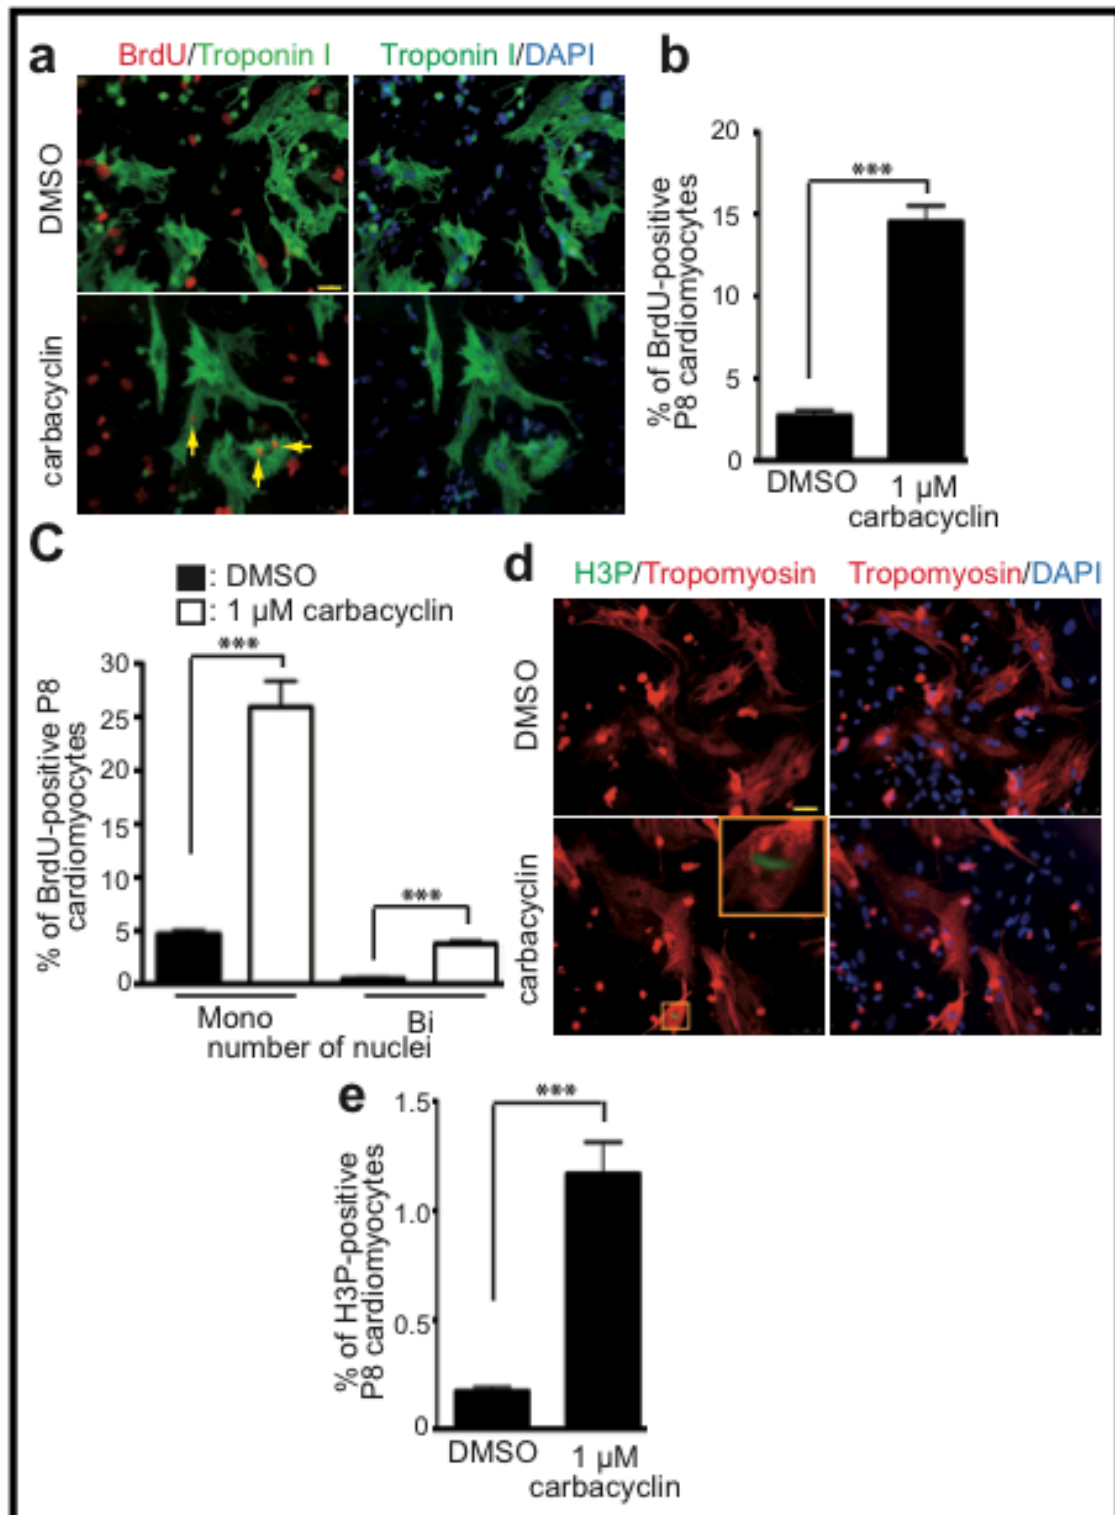 a
BrdU/Troponin I
Troponin I/DAPI
DMSO
carbacyclin
b
% of BrdU-positive
P8 cardiomyocytes
20
15
10
5
0
***
DMSO
1 µM
carbacyclin
C
: DMSO
: 1 µM carbacyclin
% of BrdU-positive P8
cardiomyocytes
30
25
20
15
10
5
0
***
***
Mono
Bi
number of nuclei
d
H3P/Tropomyosin
Tropomyosin/DAPI
DMSO
carbacyclin
e
% of H3P-positive
P8 cardiomyocytes
1.5
1.0
0.5
0
***
DMSO
1 µM
carbacyclin